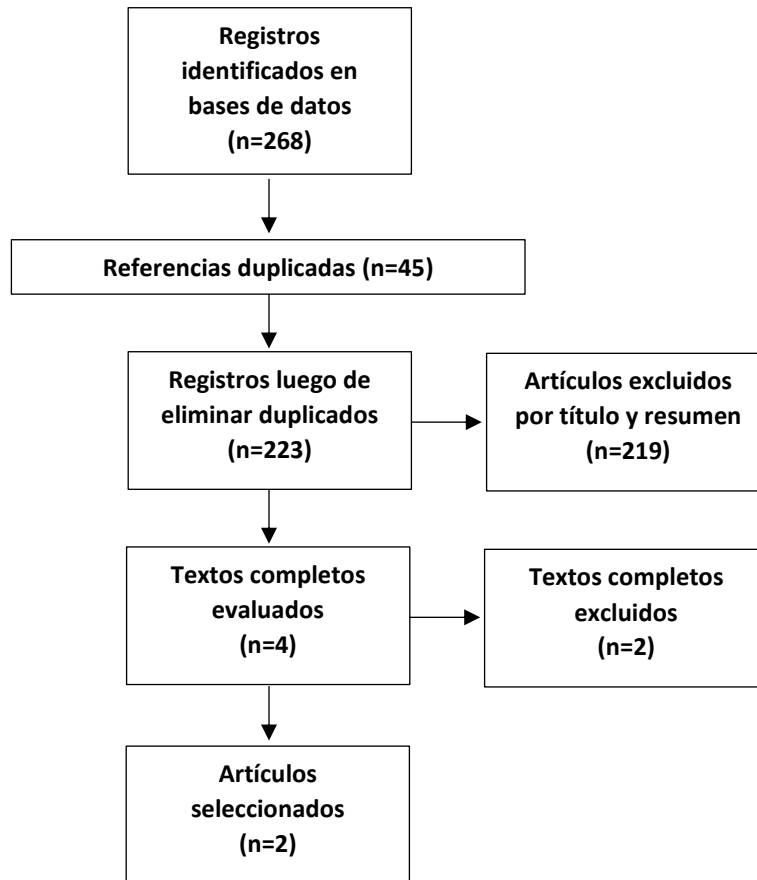 Registros
identificados en
bases de datos
(n=268)
Referencias duplicadas (n=45)
Registros luego de
eliminar duplicados
(n=223)
Artículos excluidos
por título y resumen
(n=219)
Textos completos
evaluados
(n=4)
Textos completos
excluidos
(n=2)
Artículos
seleccionados
(n=2)